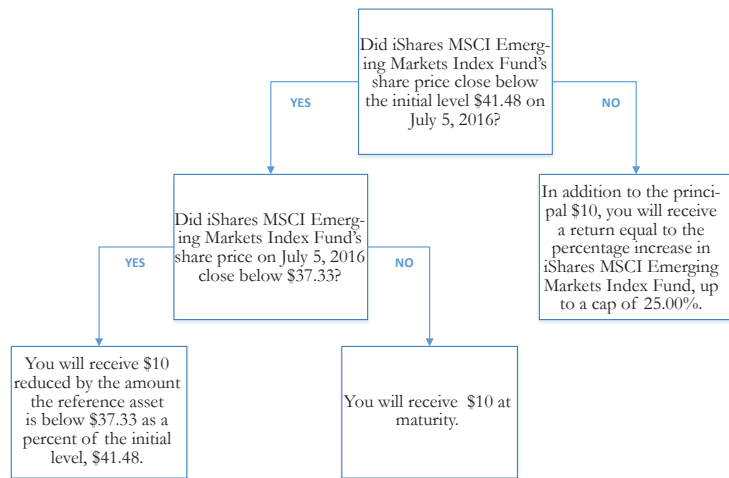 Did iShares MSCI Emerg-
ing Markets Index Fund's
share price close below
the initial level $41.48 on
July 5, 2016?
YES
NO
Did iShares MSCI Emerg-
ing Markets Index Fund's
share price on July 5, 2016
close below $37.33?
In addition to the princi-
pal $10, you will receive
a return equal to the
percentage increase in
iShares MSCI Emerging
Markets Index Fund, up
to a cap of 25.00%.
YES
NO
You will receive $10
reduced by the amount
the reference asset
is below $37.33 as a
percent of the initial
level, $41.48.
You will receive $10 at
maturity.